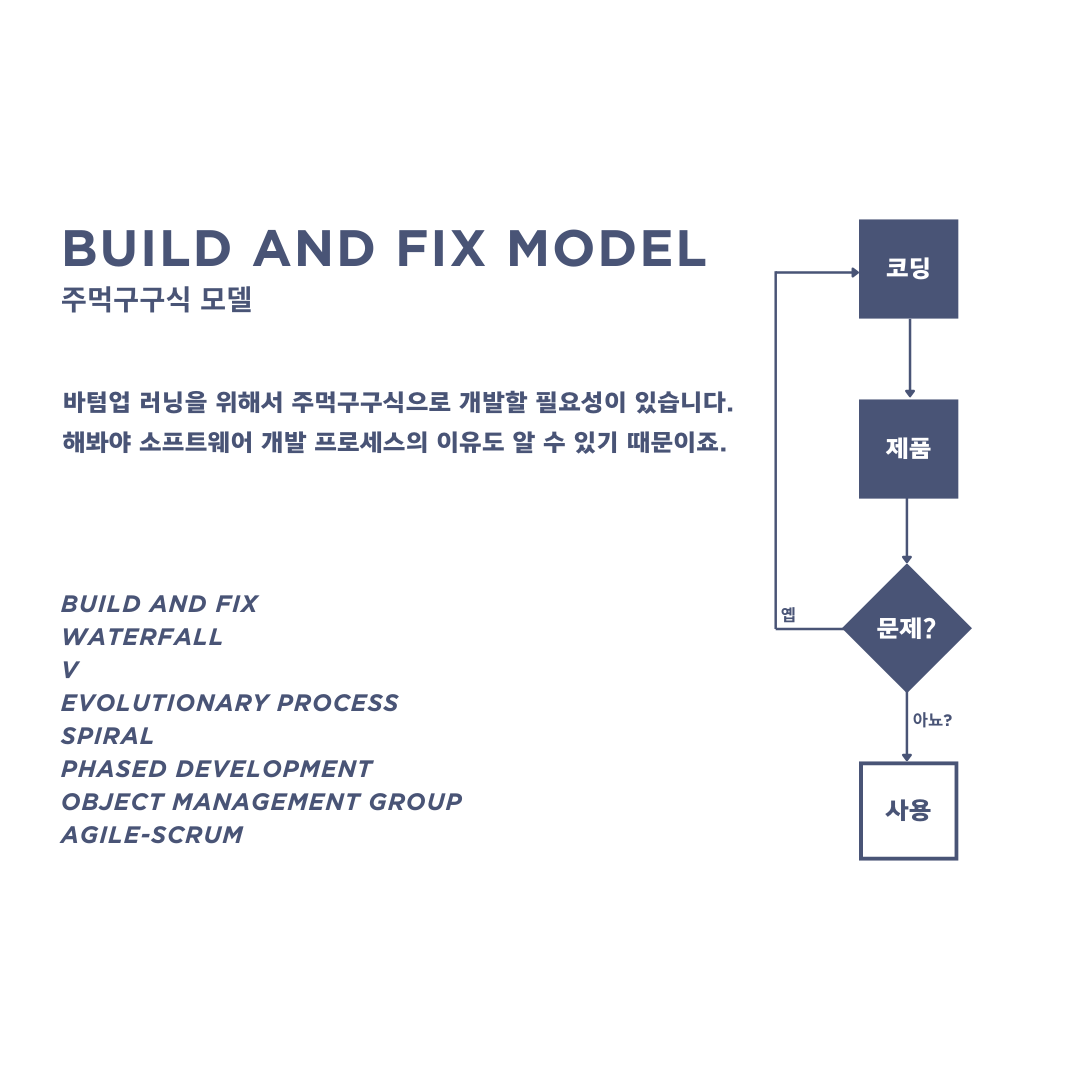 BUILD AND FIX MODEL
주먹구구식 모델
바텀업 러닝을 위해서 주먹구구식으로 개발할 필요성이 있습니다.
해봐야 소프트웨어 개발 프로세스의 이유도 알 수 있기 때문이죠.
BUILD AND FIX
WATERFALL
V
EVOLUTIONARY PROCESS
SPIRAL
PHASED DEVELOPMENT
OBJECT MANAGEMENT GROUP
AGILE-SCRUM
코딩
제품
문제?
옙
아뇨?
사용